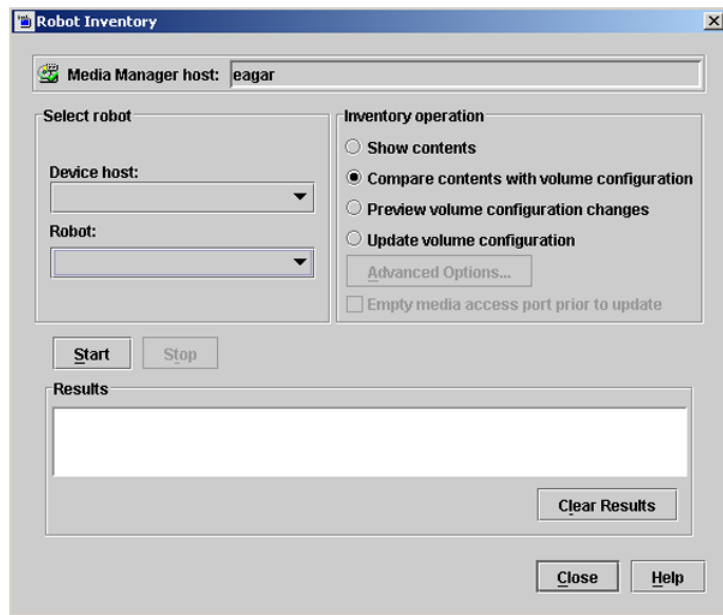 Robot Inventory
Media Manager host: eagar
Select robot
Device host:
Robot:
Inventory operation
Show contents
Compare contents with volume configuration
Preview volume configuration changes
Update volume configuration
Advanced Options...
Empty media access port prior to update
Start Stop
Results
Clear Results
Close Help